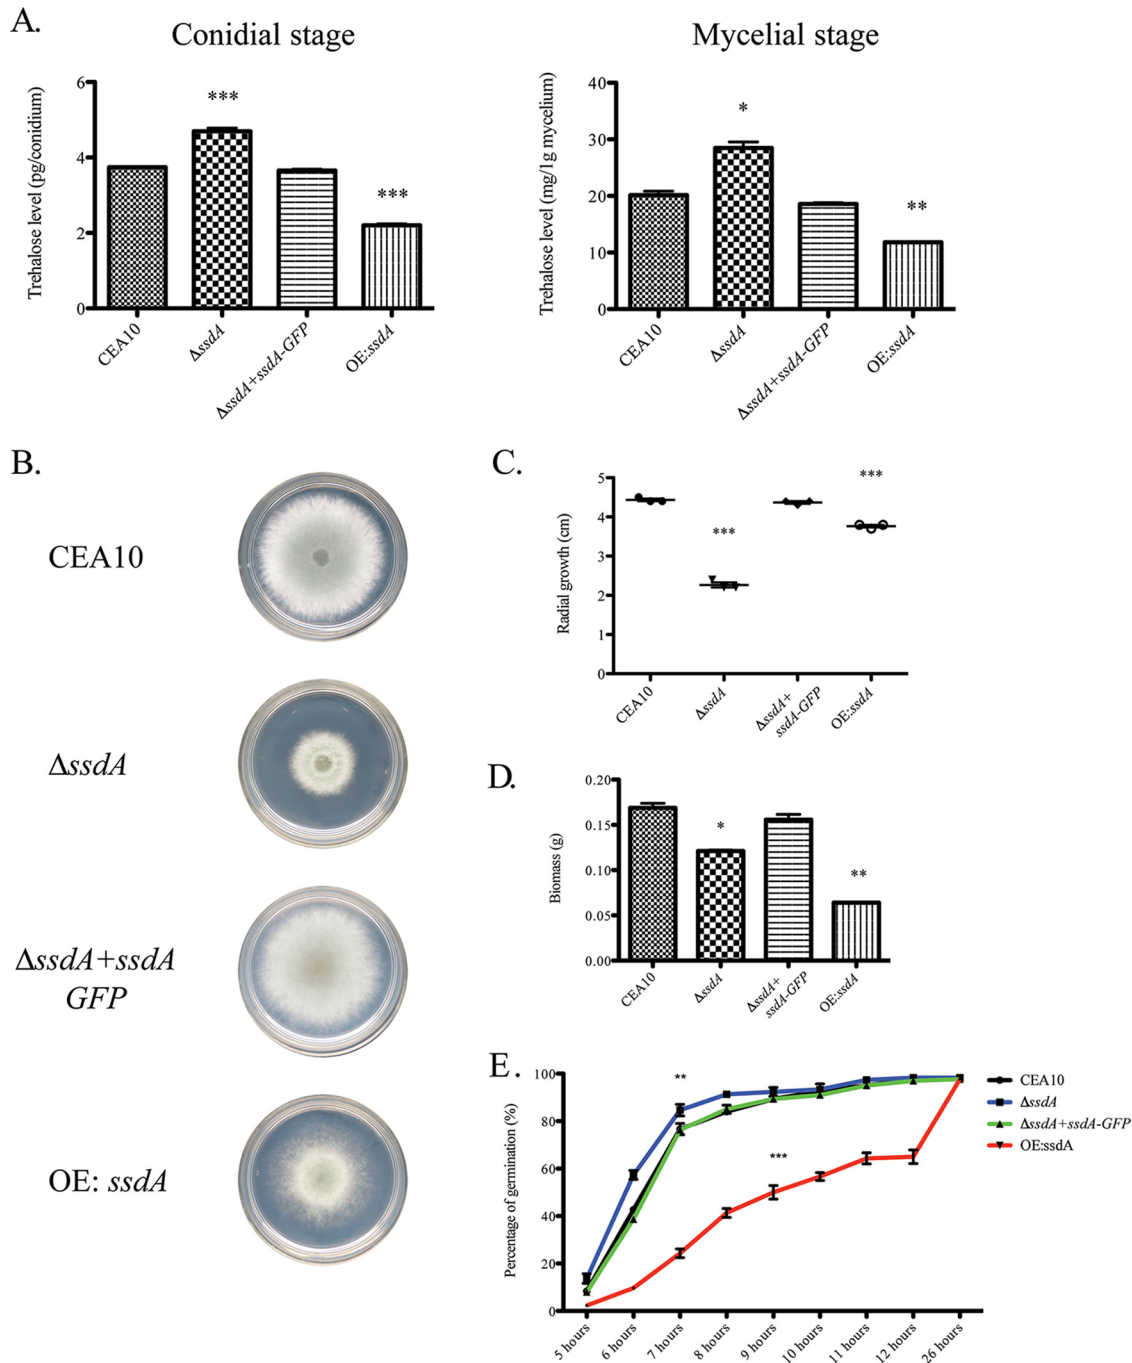 A.
Conidial stage
Mycelial stage
Trehalose level (pg/conidium)
6
4
2
0
***
***
CEA10
ΔssdA
ΔssdA+ssdA-GFP
OE:ssdA
Trehalose level (mg/1g mycelium)
40
30
20
10
0
*
**
CEA10
ΔssdA
ΔssdA+ssdA-GFP
OE:ssdA
B.
CEA10
ΔssdA
ΔssdA+ssdA
GFP
OE: ssdA
C.
Radial growth (cm)
5
4
3
2
1
0
***
***
CEA10
ΔssdA
ΔssdA+
ssdA-GFP
OE:ssdA
D.
Biomass (g)
0.20
0.15
0.10
0.05
0.00
*
**
CEA10
ΔssdA
ΔssdA+
ssdA-GFP
OE:ssdA
E.
Percentage of germination (%)
100
80
60
40
20
0
**
***
5 hours
6 hours
7 hours
8 hours
9 hours
10 hours
11 hours
12 hours
26 hours
CEA10
ΔssdA
ΔssdA+ssdA-GFP
OE:ssdA